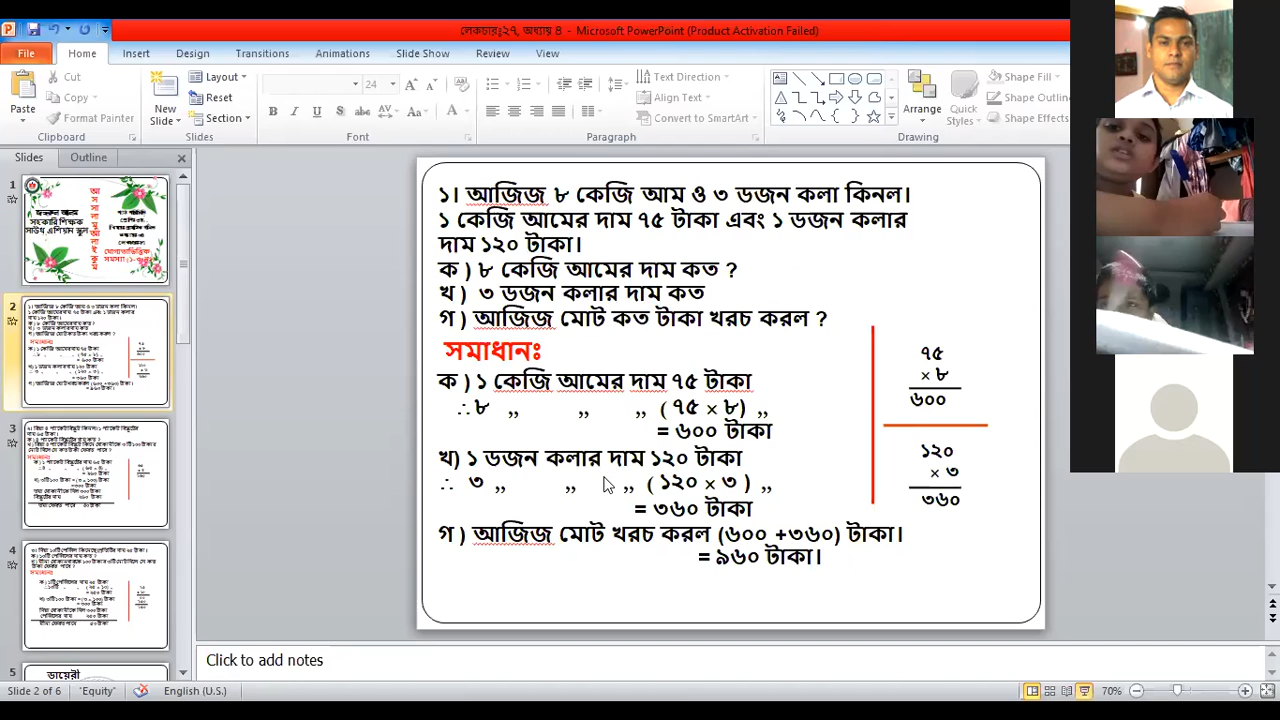 লেকচারঃ২৭, অধ্যায় ৪ - Microsoft PowerPoint (Product Activation Failed)
File Home Insert Design Transitions Animations Slide Show Review View
Paste
Cut
Copy
Format Painter
Clipboard
New Slide
Layout
Reset
Section
Slides
24
Font
Paragraph
Text Direction
Align Text
Convert to SmartArt
Arrange
Quick Styles
Shape Fill
Shape Outline
Shape Effects
Drawing
Slides Outline
1
2
3
4
5
ডায়েরী
১। আজিজ ৮ কেজি আম ও ৩ ডজন কলা কিনল।
১ কেজি আমের দাম ৭৫ টাকা এবং ১ ডজন কলার
দাম ১২০ টাকা।
ক ) ৮ কেজি আমের দাম কত ?
খ ) ৩ ডজন কলার দাম কত
গ ) আজিজ মোট কত টাকা খরচ করল ?
সমাধানঃ
ক ) ১ কেজি আমের দাম ৭৫ টাকা
∴ ৮ ,, ,, ,, ( ৭৫ × ৮) ,,
= ৬০০ টাকা
খ) ১ ডজন কলার দাম ১২০ টাকা
∴ ৩ ,, ,, ,, ( ১২০ × ৩ ) ,,
= ৩৬০ টাকা
গ ) আজিজ মোট খরচ করল (৬০০ +৩৬০) টাকা।
= ৯৬০ টাকা।
৭৫
× ৮
৬০০
১২০
× ৩
৩৬০
Click to add notes
Slide 2 of 6 "Equity" English (U.S.) 70%